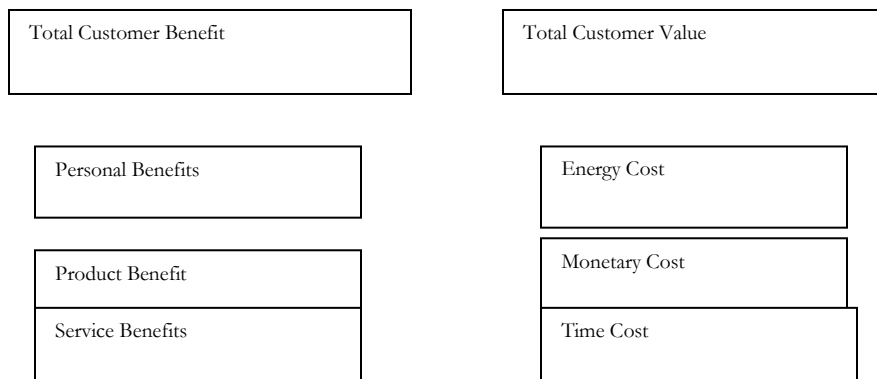 Total Customer Benefit
Total Customer Value
Personal Benefits
Energy Cost
Product Benefit
Monetary Cost
Service Benefits
Time Cost